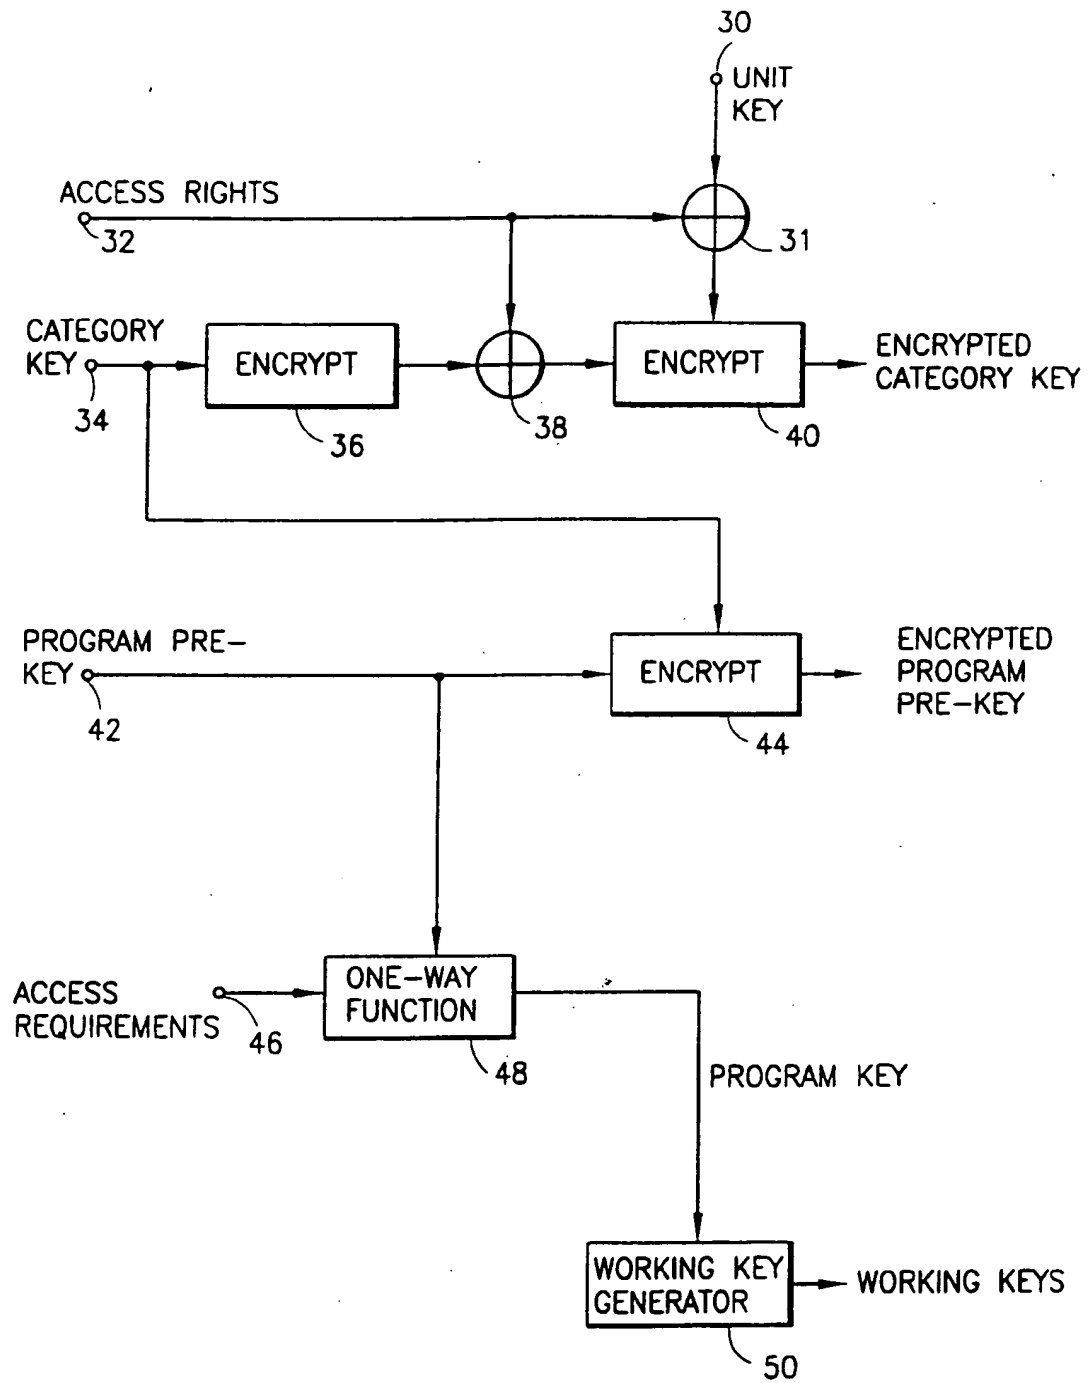 30
UNIT
KEY
ACCESS RIGHTS
32
31
CATEGORY
KEY
34
ENCRYPT
36
38
ENCRYPT
40
ENCRYPTED
CATEGORY KEY
PROGRAM PRE-
KEY
42
ENCRYPT
44
ENCRYPTED
PROGRAM
PRE-KEY
ACCESS
REQUIREMENTS
46
ONE-WAY
FUNCTION
48
PROGRAM KEY
WORKING KEY
GENERATOR
50
WORKING KEYS